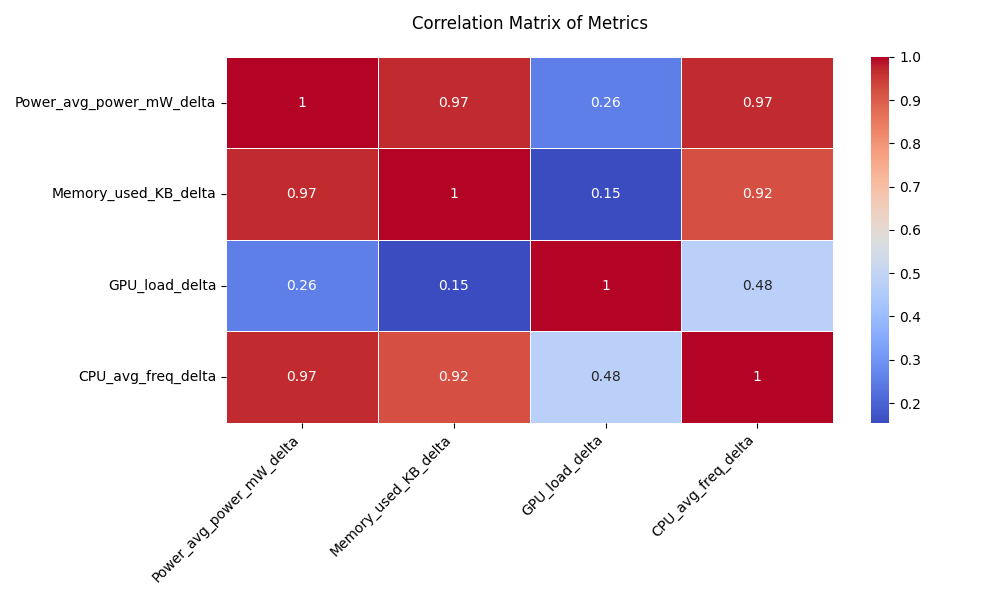 Correlation Matrix of Metrics
Power_avg_power_mW_delta 1 0.97 0.26 0.97
Memory_used_KB_delta 0.97 1 0.15 0.92
GPU_load_delta 0.26 0.15 1 0.48
CPU_avg_freq_delta 0.97 0.92 0.48 1
Power_avg_power_mW_delta
Memory_used_KB_delta
GPU_load_delta
CPU_avg_freq_delta
1.0
0.9
0.8
0.7
0.6
0.5
0.4
0.3
0.2